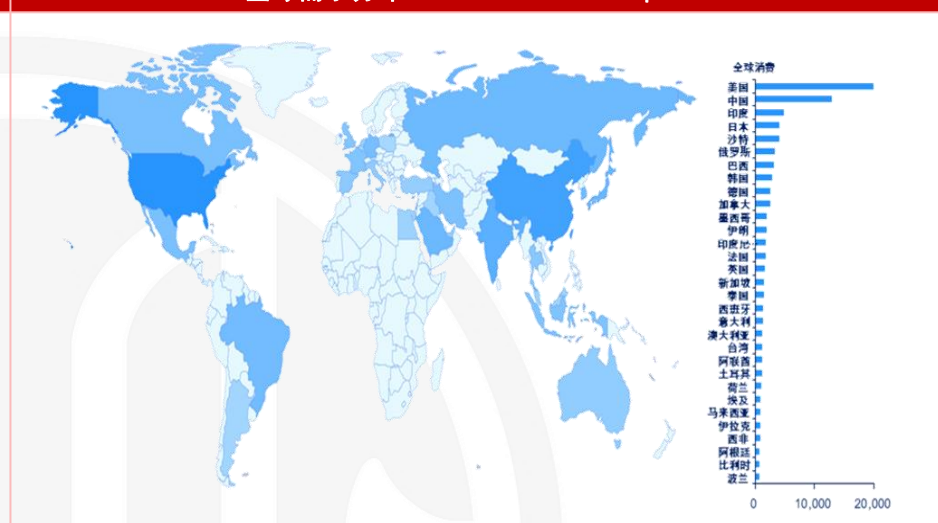 全球消费
美国
中国
印度
日本
沙特
俄罗斯
巴西
韩国
德国
加拿大
墨西哥
伊朗
印度尼
法国
英国
新加坡
泰国
西班牙
意大利
澳大利亚
台湾
阿联酋
土耳其
荷兰
埃及
马来西亚
伊拉克
西非
阿根廷
比利时
波兰
0 10,000 20,000